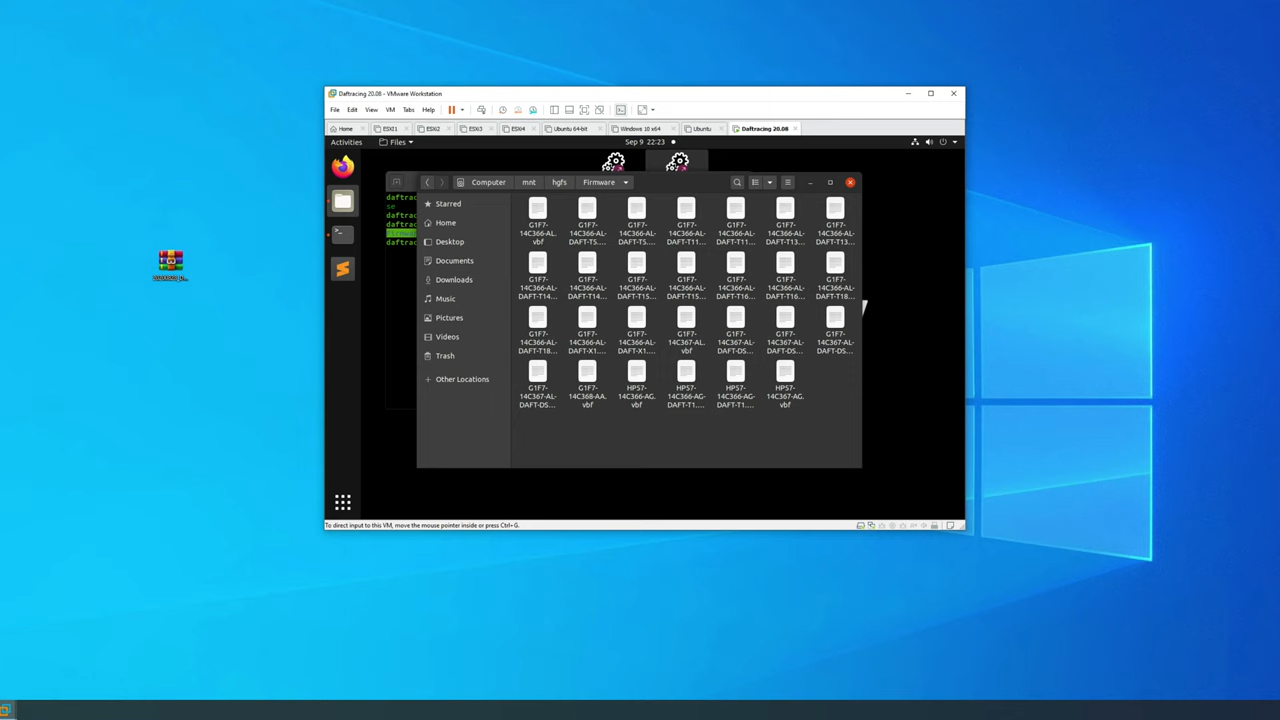 Daftracing 20.08 - VMware Workstation
File Edit View VM Tabs Help
Home ESXi1 ESXi2 ESXi3 ESXi4 Ubuntu 64-bit Windows 10 x64 Ubuntu Daftracing 20.08
Activities Files Sep 9 22:23
Computer mnt hgfs Firmware
daftrac
se
daftrac
daftrac
daftrac
Starred
Home
Desktop
Documents
Downloads
Music
Pictures
Videos
Trash
Other Locations
G1F7- G1F7- G1F7- G1F7- G1F7- G1F7- G1F7-
14C366-AL. 14C366-AL- 14C366-AL- 14C366-AL- 14C366-AL- 14C366-AL- 14C366-AL-
vbf DAFT-T5... DAFT-T5... DAFT-T11... DAFT-T11... DAFT-T13... DAFT-T13...
G1F7- G1F7- G1F7- G1F7- G1F7- G1F7- G1F7-
14C366-AL- 14C366-AL- 14C366-AL- 14C366-AL- 14C366-AL- 14C366-AL- 14C366-AL-
DAFT-T14... DAFT-T14... DAFT-T15... DAFT-T15... DAFT-T16... DAFT-T16... DAFT-T18...
G1F7- G1F7- G1F7- G1F7- G1F7- G1F7- G1F7-
14C366-AL- 14C366-AL- 14C366-AL- 14C367-AL. 14C367-AL- 14C367-AL- 14C367-AL-
DAFT-T18... DAFT-X1.... DAFT-X1.... vbf DAFT-DS... DAFT-DS... DAFT-DS...
G1F7- G1F7- HP57- HP57- HP57- HP57-
14C367-AL- 14C368-AA. 14C366-AG. 14C366-AG- 14C366-AG- 14C367-AG.
DAFT-DS... vbf vbf DAFT-T1.... DAFT-T1.... vbf
To direct input to this VM, move the mouse pointer inside or press Ctrl+G.